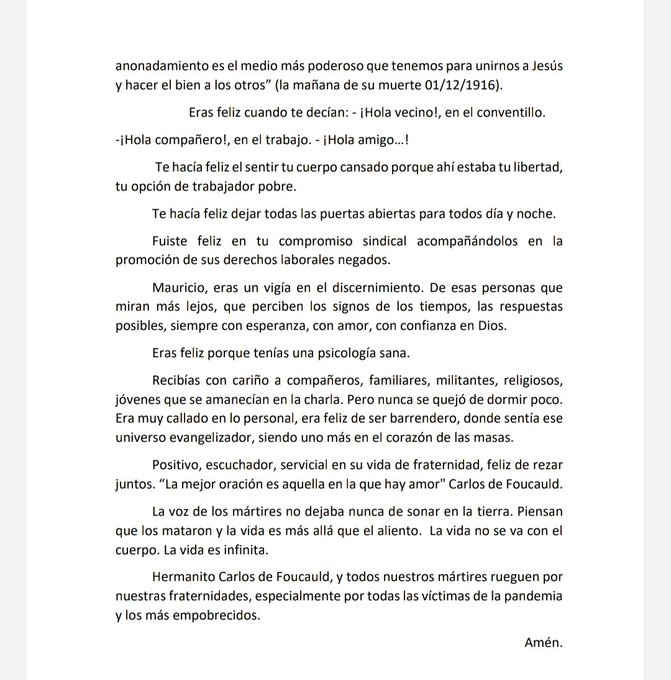 anonadamiento es el medio más poderoso que tenemos para unirnos a Jesús
y hacer el bien a los otros” (la mañana de su muerte 01/12/1916).
Eras feliz cuando te decían: - ¡Hola vecino!, en el conventillo.
-¡Hola compañero!, en el trabajo. - ¡Hola amigo…!
Te hacía feliz el sentir tu cuerpo cansado porque ahí estaba tu libertad,
tu opción de trabajador pobre.
Te hacía feliz dejar todas las puertas abiertas para todos día y noche.
Fuiste feliz en tu compromiso sindical acompañándolos en la
promoción de sus derechos laborales negados.
Mauricio, eras un vigía en el discernimiento. De esas personas que
miran más lejos, que perciben los signos de los tiempos, las respuestas
posibles, siempre con esperanza, con amor, con confianza en Dios.
Eras feliz porque tenías una psicología sana.
Recibías con cariño a compañeros, familiares, militantes, religiosos,
jóvenes que se amanecían en la charla. Pero nunca se quejó de dormir poco.
Era muy callado en lo personal, era feliz de ser barrendero, donde sentía ese
universo evangelizador, siendo uno más en el corazón de las masas.
Positivo, escuchador, servicial en su vida de fraternidad, feliz de rezar
juntos. “La mejor oración es aquella en la que hay amor" Carlos de Foucauld.
La voz de los mártires no dejaba nunca de sonar en la tierra. Piensan
que los mataron y la vida es más allá que el aliento. La vida no se va con el
cuerpo. La vida es infinita.
Hermanito Carlos de Foucauld, y todos nuestros mártires rueguen por
nuestras fraternidades, especialmente por todas las víctimas de la pandemia
y los más empobrecidos.
Amén.